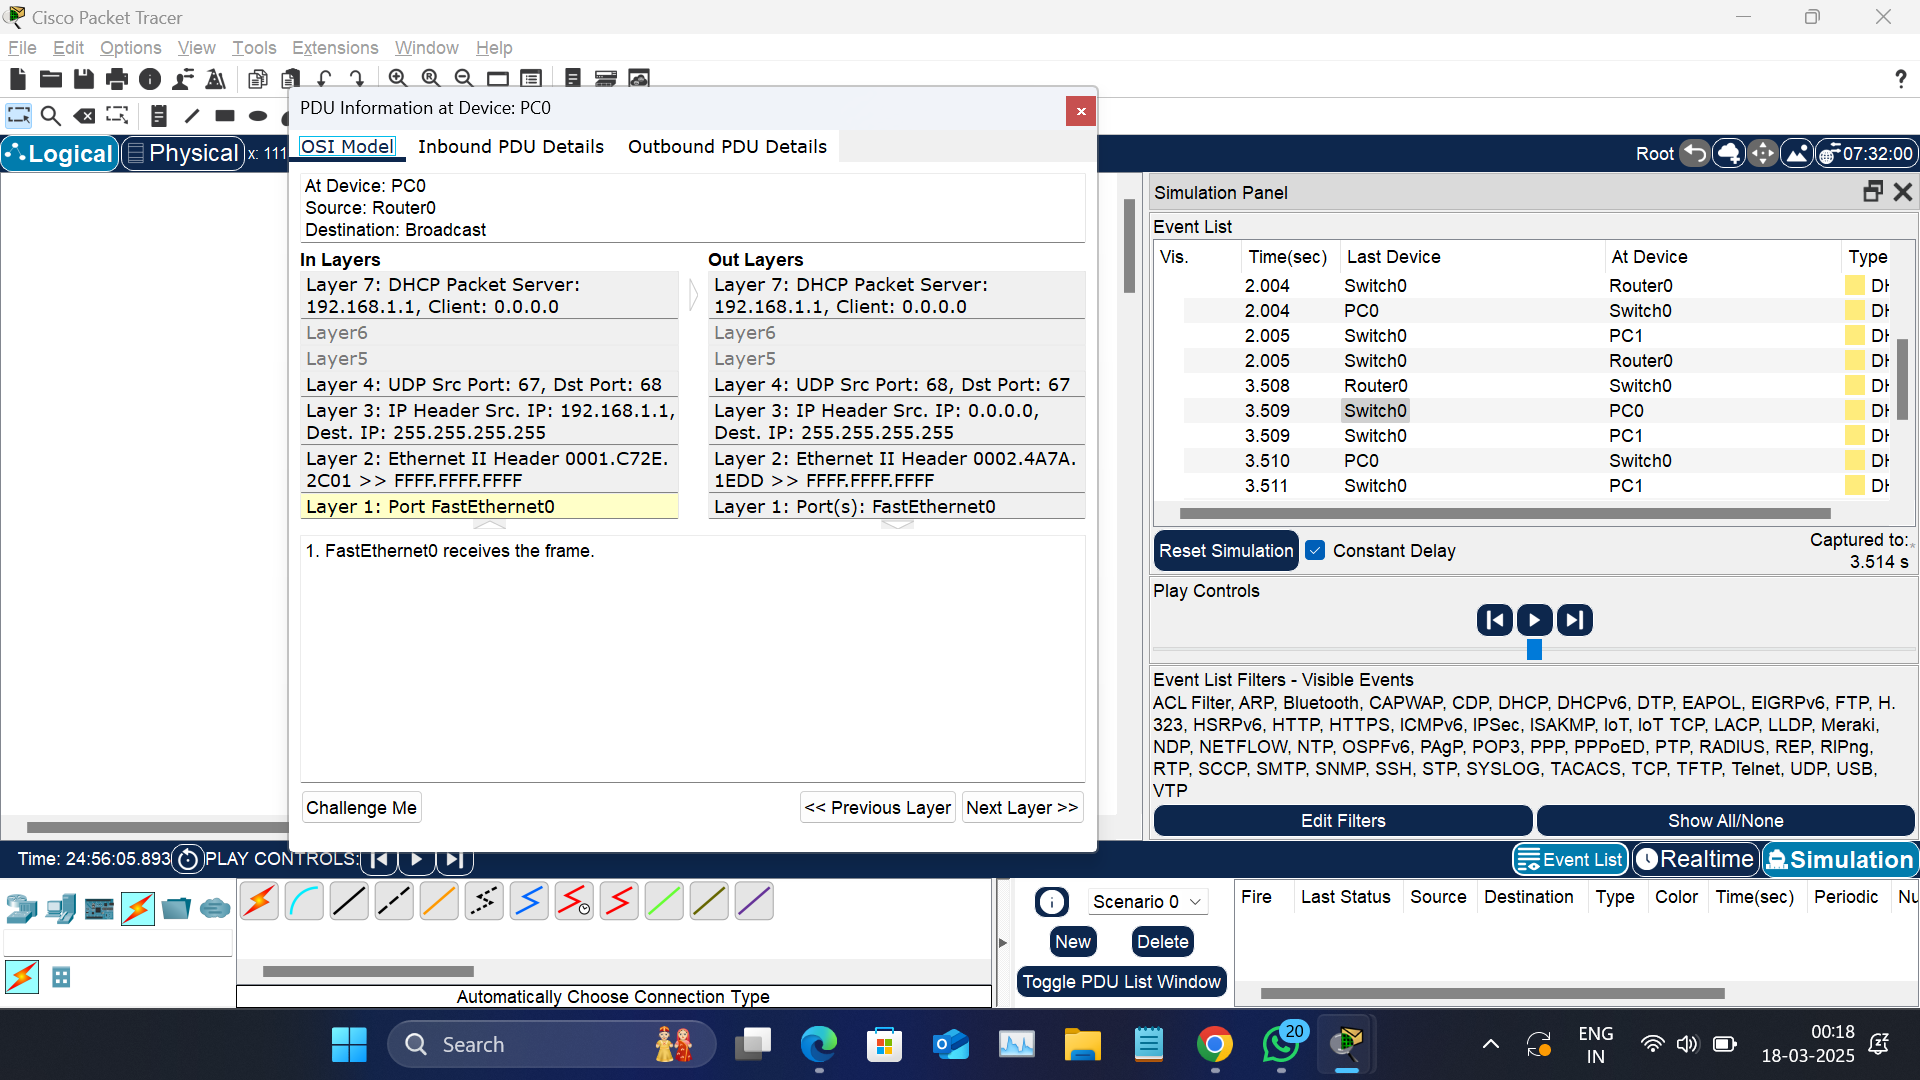 Cisco Packet Tracer
File Edit Options View Tools Extensions Window Help
?
PDU Information at Device: PC0
x
OSI Model Inbound PDU Details Outbound PDU Details
Logical Physical x: 111
Root 07:32:00
At Device: PC0
Source: Router0
Destination: Broadcast
In Layers
Layer 7: DHCP Packet Server:
192.168.1.1, Client: 0.0.0.0
Layer6
Layer5
Layer 4: UDP Src Port: 67, Dst Port: 68
Layer 3: IP Header Src. IP: 192.168.1.1,
Dest. IP: 255.255.255.255
Layer 2: Ethernet II Header 0001.C72E.
2C01 >> FFFF.FFFF.FFFF
Layer 1: Port FastEthernet0
Out Layers
Layer 7: DHCP Packet Server:
192.168.1.1, Client: 0.0.0.0
Layer6
Layer5
Layer 4: UDP Src Port: 68, Dst Port: 67
Layer 3: IP Header Src. IP: 0.0.0.0,
Dest. IP: 255.255.255.255
Layer 2: Ethernet II Header 0002.4A7A.
1EDD >> FFFF.FFFF.FFFF
Layer 1: Port(s): FastEthernet0
1. FastEthernet0 receives the frame.
Challenge Me << Previous Layer Next Layer >>
Simulation Panel
Event List
Vis. Time(sec) Last Device At Device Type
2.004 Switch0 Router0 DH
2.004 PC0 Switch0 DH
2.005 Switch0 PC1 DH
2.005 Switch0 Router0 DH
3.508 Router0 Switch0 DH
3.509 Switch0 PC0 DH
3.509 Switch0 PC1 DH
3.510 PC0 Switch0 DH
3.511 Switch0 PC1 DH
Reset Simulation Constant Delay
Captured to:
3.514 s
Play Controls
Event List Filters - Visible Events
ACL Filter, ARP, Bluetooth, CAPWAP, CDP, DHCP, DHCPv6, DTP, EAPOL, EIGRPv6, FTP, H.
323, HSRPv6, HTTP, HTTPS, ICMPv6, IPSec, ISAKMP, IoT, IoT TCP, LACP, LLDP, Meraki,
NDP, NETFLOW, NTP, OSPFv6, PAgP, POP3, PPP, PPPoED, PTP, RADIUS, REP, RIPng,
RTP, SCCP, SMTP, SNMP, SSH, STP, SYSLOG, TACACS, TCP, TFTP, Telnet, UDP, USB,
VTP
Edit Filters Show All/None
Time: 24:56:05.893 PLAY CONTROLS:
Event List Realtime Simulation
Automatically Choose Connection Type
Scenario 0
New Delete
Toggle PDU List Window
Fire Last Status Source Destination Type Color Time(sec) Periodic Nu
Search
20
ENG
IN
00:18
18-03-2025